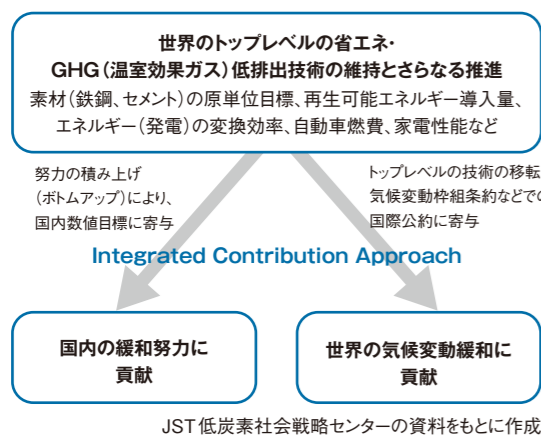 世界のトップレベルの省エネ・
GHG(温室効果ガス)低排出技術の維持とさらなる推進
素材(鉄鋼、セメント)の原単位目標、再生可能エネルギー導入量、
エネルギー(発電)の変換効率、自動車燃費、家電性能など
努力の積み上げ
(ボトムアップ)により、
国内数値目標に寄与
トップレベルの技術の移転
気候変動枠組条約などでの
国際公約に寄与
Integrated Contribution Approach
国内の緩和努力に
貢献
世界の気候変動緩和に
貢献
JST低炭素社会戦略センターの資料をもとに作成